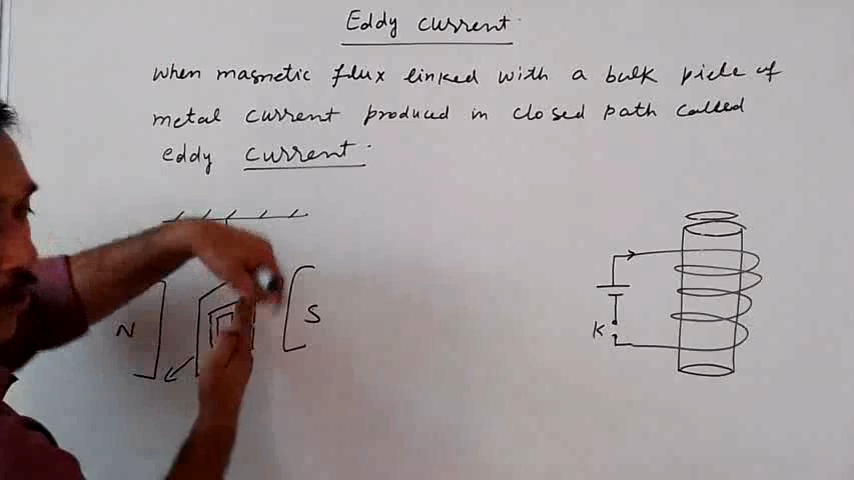 Eddy current
when magnetic flux linked with a bulk piece of
metal current produced in closed path called
eddy current.
N
S
K